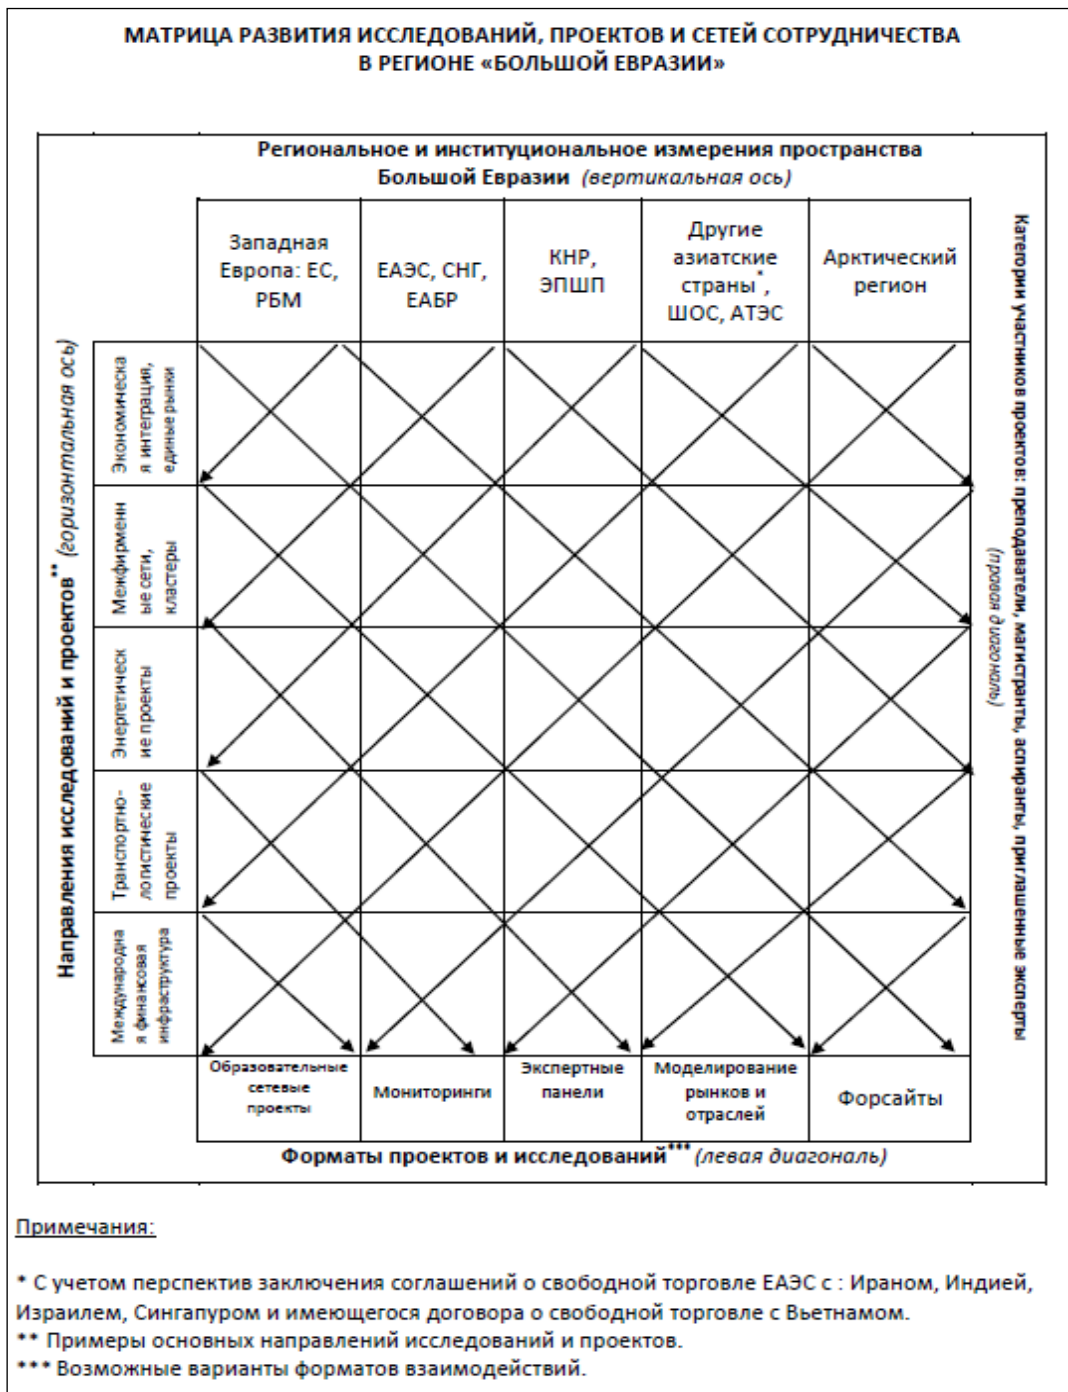 МАТРИЦА РАЗВИТИЯ ИССЛЕДОВАНИЙ, ПРОЕКТОВ И СЕТЕЙ СОТРУДНИЧЕСТВА
В РЕГИОНЕ «БОЛЬШОЙ ЕВРАЗИИ»
Региональное и институциональное измерения пространства
Большой Евразии (вертикальная ось)
Западная
Европа: ЕС,
РБМ
ЕАЭС, СНГ,
ЕАБР
КНР,
ЭПШП
Другие
азиатские
страны*,
ШОС, АТЭС
Арктический
регион
Направления исследований и проектов** (горизонтальная ось)
Экономическа
я интеграция,
единые рынки
Межфирменн
ые сети,
кластеры
Энергетическ
ие проекты
Транспортно-
логистические
проекты
Международна
я финансовая
инфраструктура
Категории участников проектов: преподаватели, магистранты, аспиранты, приглашенные эксперты
(правая диагональ)
Образовательные
сетевые
проекты
Мониторинги
Экспертные
панели
Моделирование
рынков и
отраслей
Форсайты
Форматы проектов и исследований*** (левая диагональ)
Примечания:
* С учетом перспектив заключения соглашений о свободной торговле ЕАЭС с : Ираном, Индией,
Израилем, Сингапуром и имеющегося договора о свободной торговле с Вьетнамом.
** Примеры основных направлений исследований и проектов.
*** Возможные варианты форматов взаимодействий.